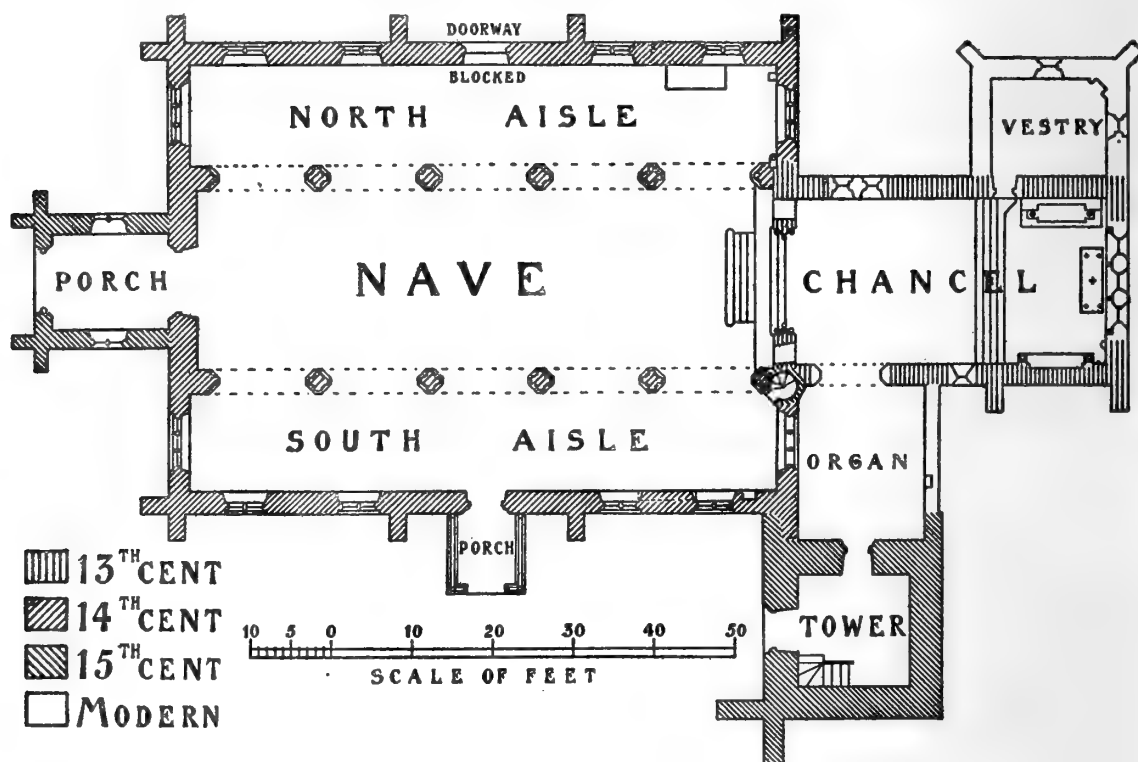 DOORWAY
BLOCKED
NORTH AISLE
VESTRY
PORCH
NAVE
CHANCEL
SOUTH AISLE
ORGAN
PORCH
TOWER
13TH CENT
14TH CENT
15TH CENT
MODERN
10 5 0 10 20 30 40 50
SCALE OF FEET